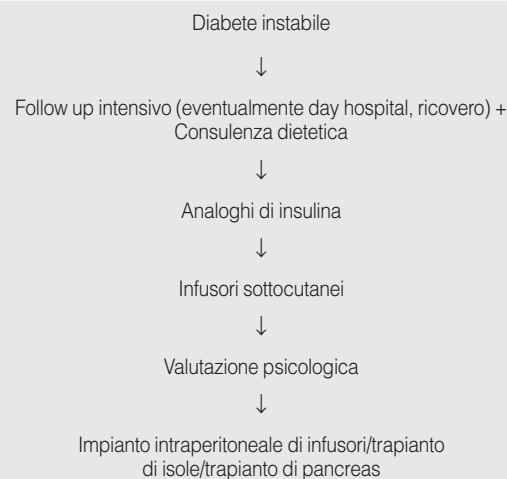 Diabete instabile
↓
Follow up intensivo (eventualmente day hospital, ricovero) +
Consulenza dietetica
↓
Analoghi di insulina
↓
Infusori sottocutanei
↓
Valutazione psicologica
↓
Impianto intraperitoneale di infusori/trapianto
di isole/trapianto di pancreas